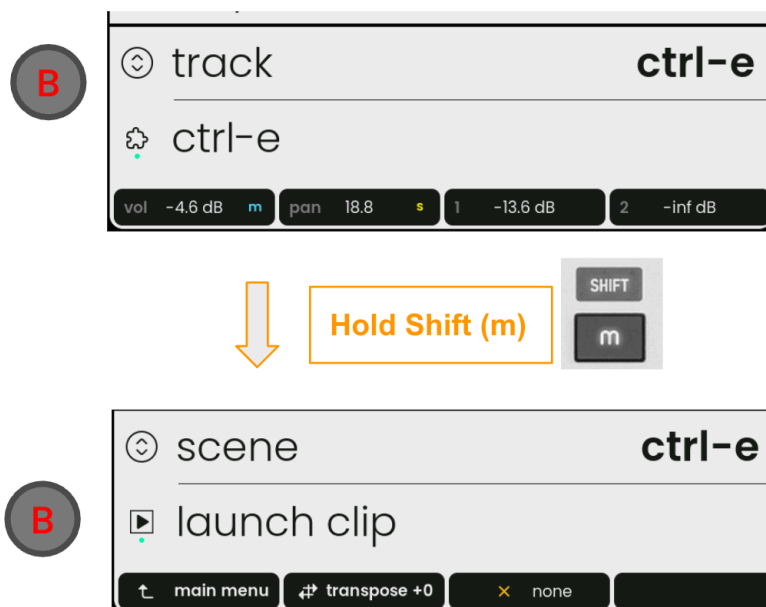 B
track ctrl-e
ctrl-e
vol -4.6 dB m pan 18.8 s 1 -13.6 dB 2 -inf dB
Hold Shift (m)
SHIFT
m
scene ctrl-e
B
launch clip
main menu transpose +0 × none